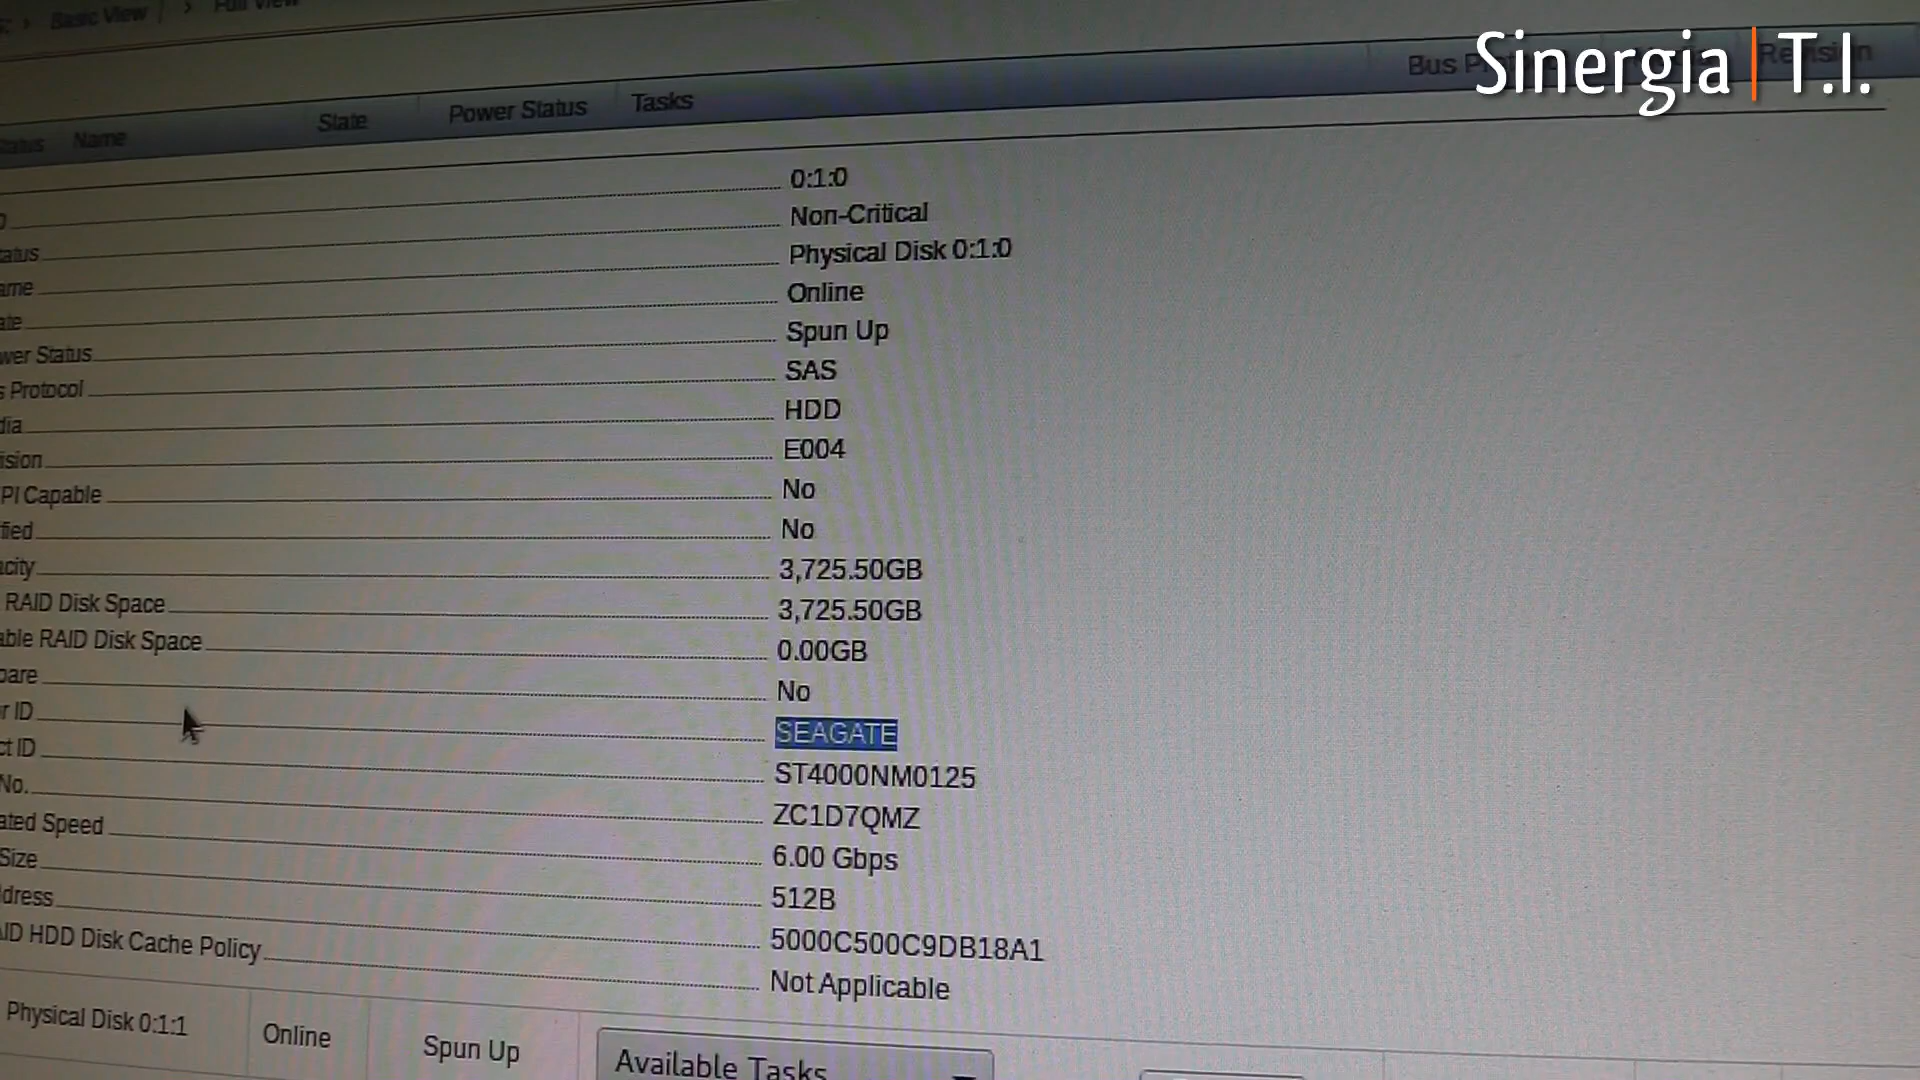 Basic View
Full View
Sinergia | T.I.
Name State Power Status Tasks Bus Revision
0:1:0
Non-Critical
Physical Disk 0:1:0
Online
wer Status Spun Up
s Protocol SAS
HDD
ision E004
PI Capable No
fied No
acity 3,725.50GB
RAID Disk Space 3,725.50GB
able RAID Disk Space 0.00GB
pare No
r ID SEAGATE
ct ID ST4000NM0125
No. ZC1D7QMZ
ated Speed 6.00 Gbps
Size 512B
dress 5000C500C9DB18A1
AID HDD Disk Cache Policy Not Applicable
Physical Disk 0:1:1 Online Spun Up Available Tasks